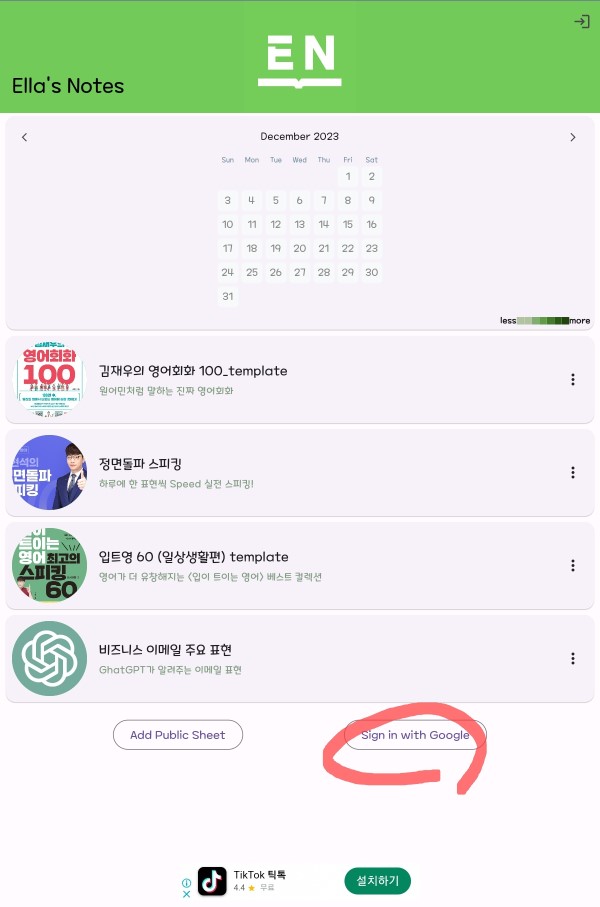 EN
Ella's Notes
December 2023
Sun Mon Tue Wed Thu Fri Sat
1 2
3 4 5 6 7 8 9
10 11 12 13 14 15 16
17 18 19 20 21 22 23
24 25 26 27 28 29 30
31
less more
영어회화
100
김재우의 영어회화 100_template
원어민처럼 말하는 진짜 영어회화
면돌파
피킹
정면돌파 스피킹
하루에 한 표현씩 Speed 실전 스피킹!
트이는
영어 최고의
스피킹
60
입트영 60 (일상생활편) template
영어가 더 유창해지는 <입이 트이는 영어> 베스트 컬렉션
비즈니스 이메일 주요 표현
GhatGPT가 알려주는 이메일 표현
Add Public Sheet Sign in with Google
TikTok 틱톡
4.4 ★ 무료
설치하기